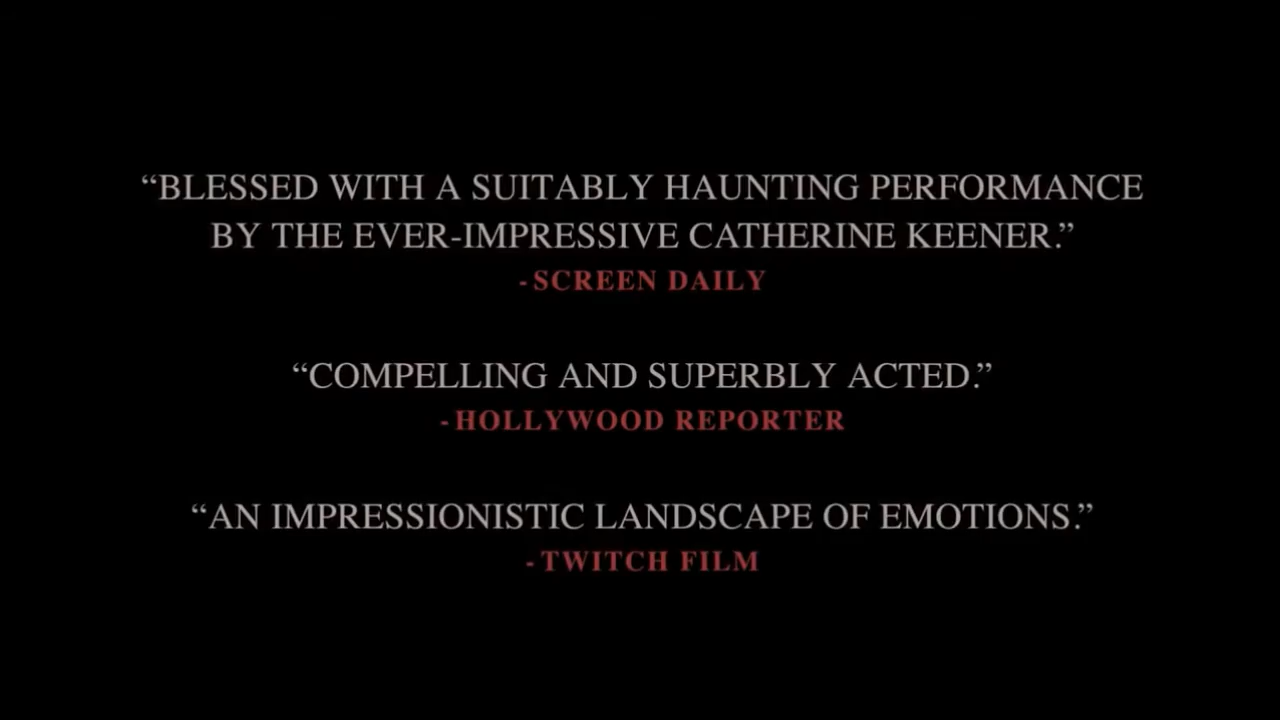 “BLESSED WITH A SUITABLY HAUNTING PERFORMANCE
BY THE EVER-IMPRESSIVE CATHERINE KEENER.”
-SCREEN DAILY
“COMPELLING AND SUPERBLY ACTED.”
-HOLLYWOOD REPORTER
“AN IMPRESSIONISTIC LANDSCAPE OF EMOTIONS.”
-TWITCH FILM